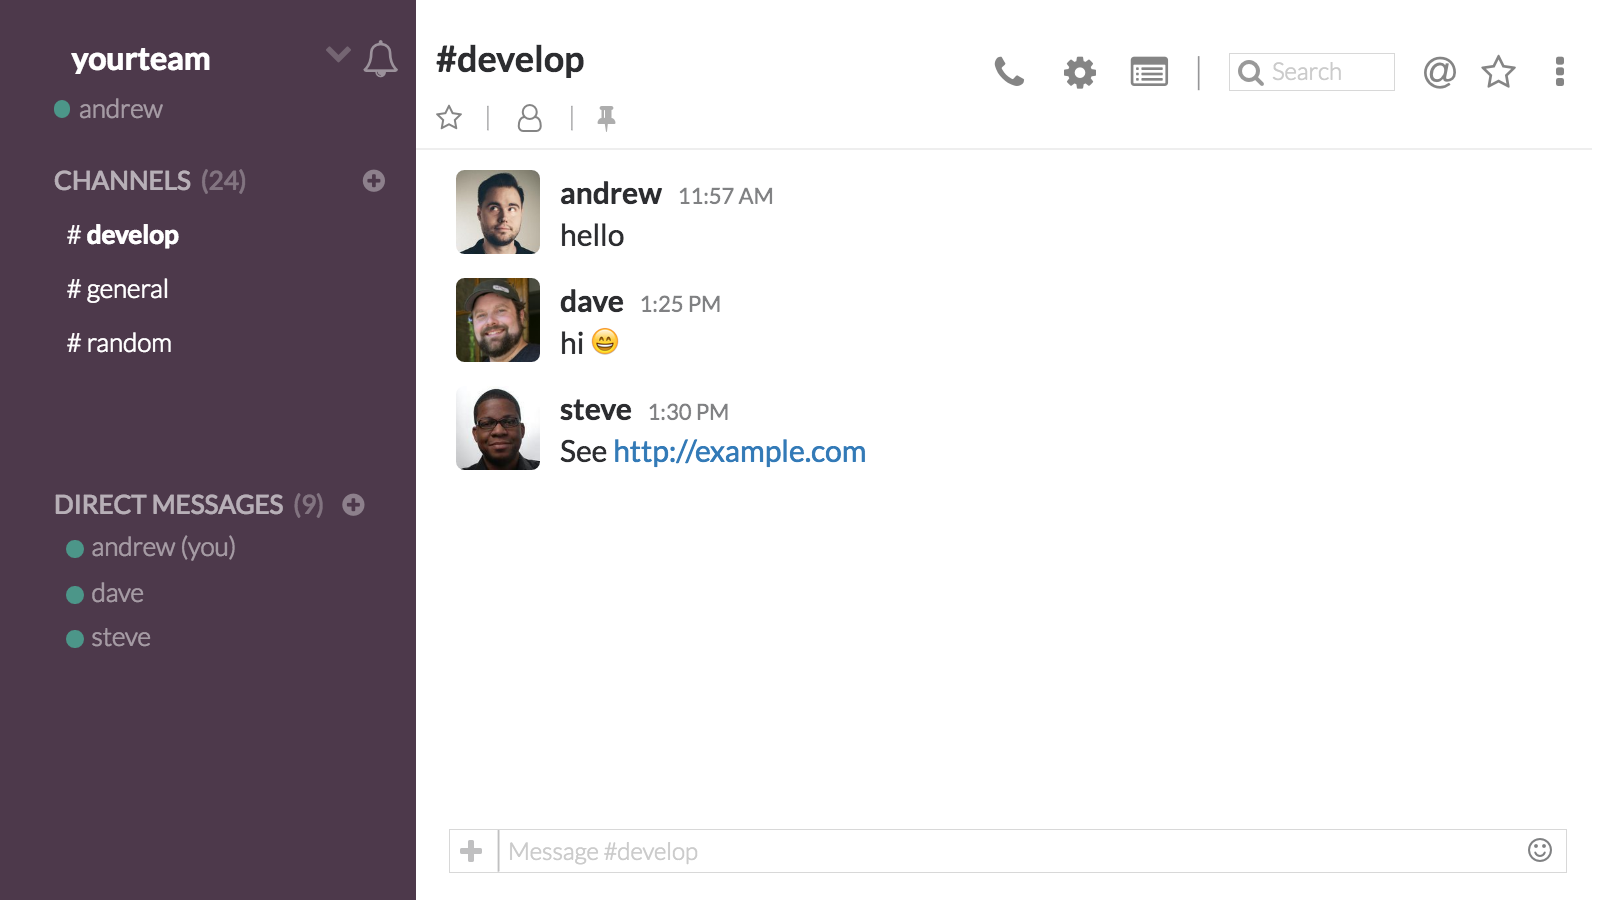 yourteam
andrew
CHANNELS (24)
# develop
# general
# random
DIRECT MESSAGES (9)
andrew (you)
dave
steve
#develop
Search
@
andrew 11:57 AM
hello
dave 1:25 PM
hi 😄
steve 1:30 PM
See http://example.com
Message #develop